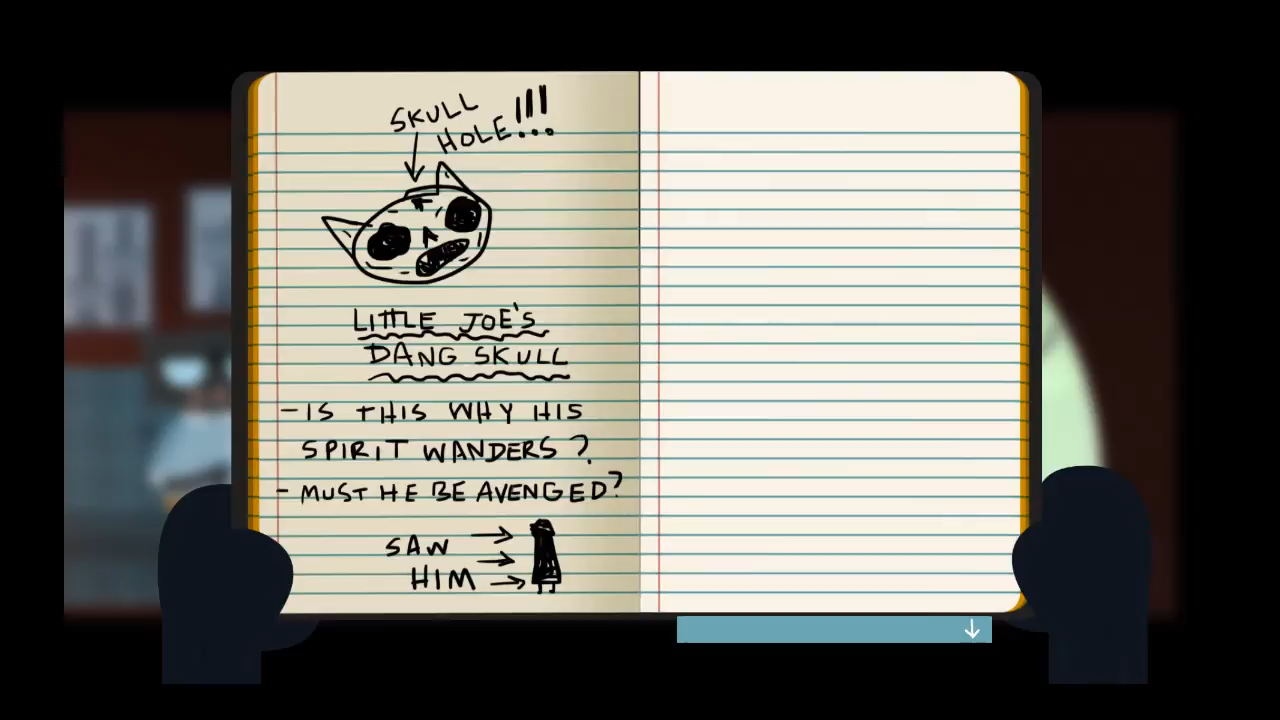 SKULL
HOLE!!!
LITTLE JOE'S
DANG SKULL
- IS THIS WHY HIS
SPIRIT WANDERS?
- MUST HE BE AVENGED?
SAW
HIM